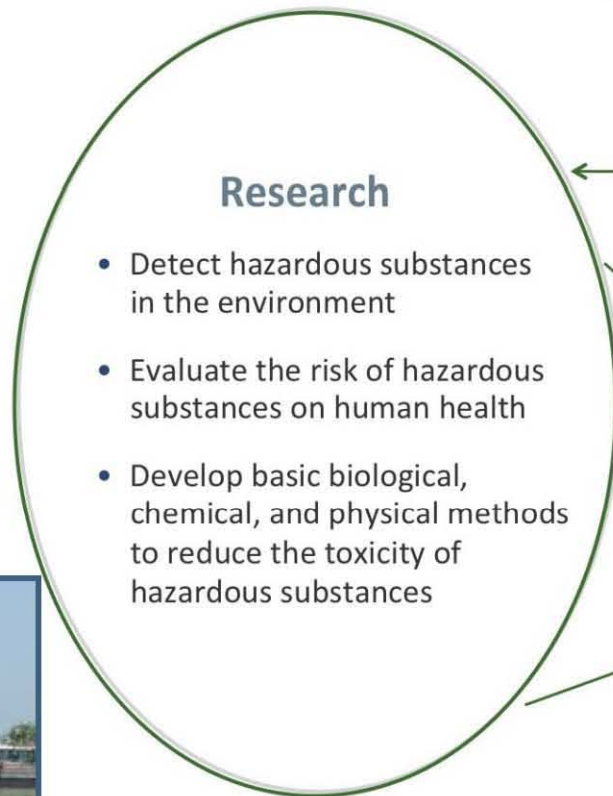 Research
• Detect hazardous substances
in the environment
• Evaluate the risk of hazardous
substances on human health
• Develop basic biological,
chemical, and physical methods
to reduce the toxicity of
hazardous substances